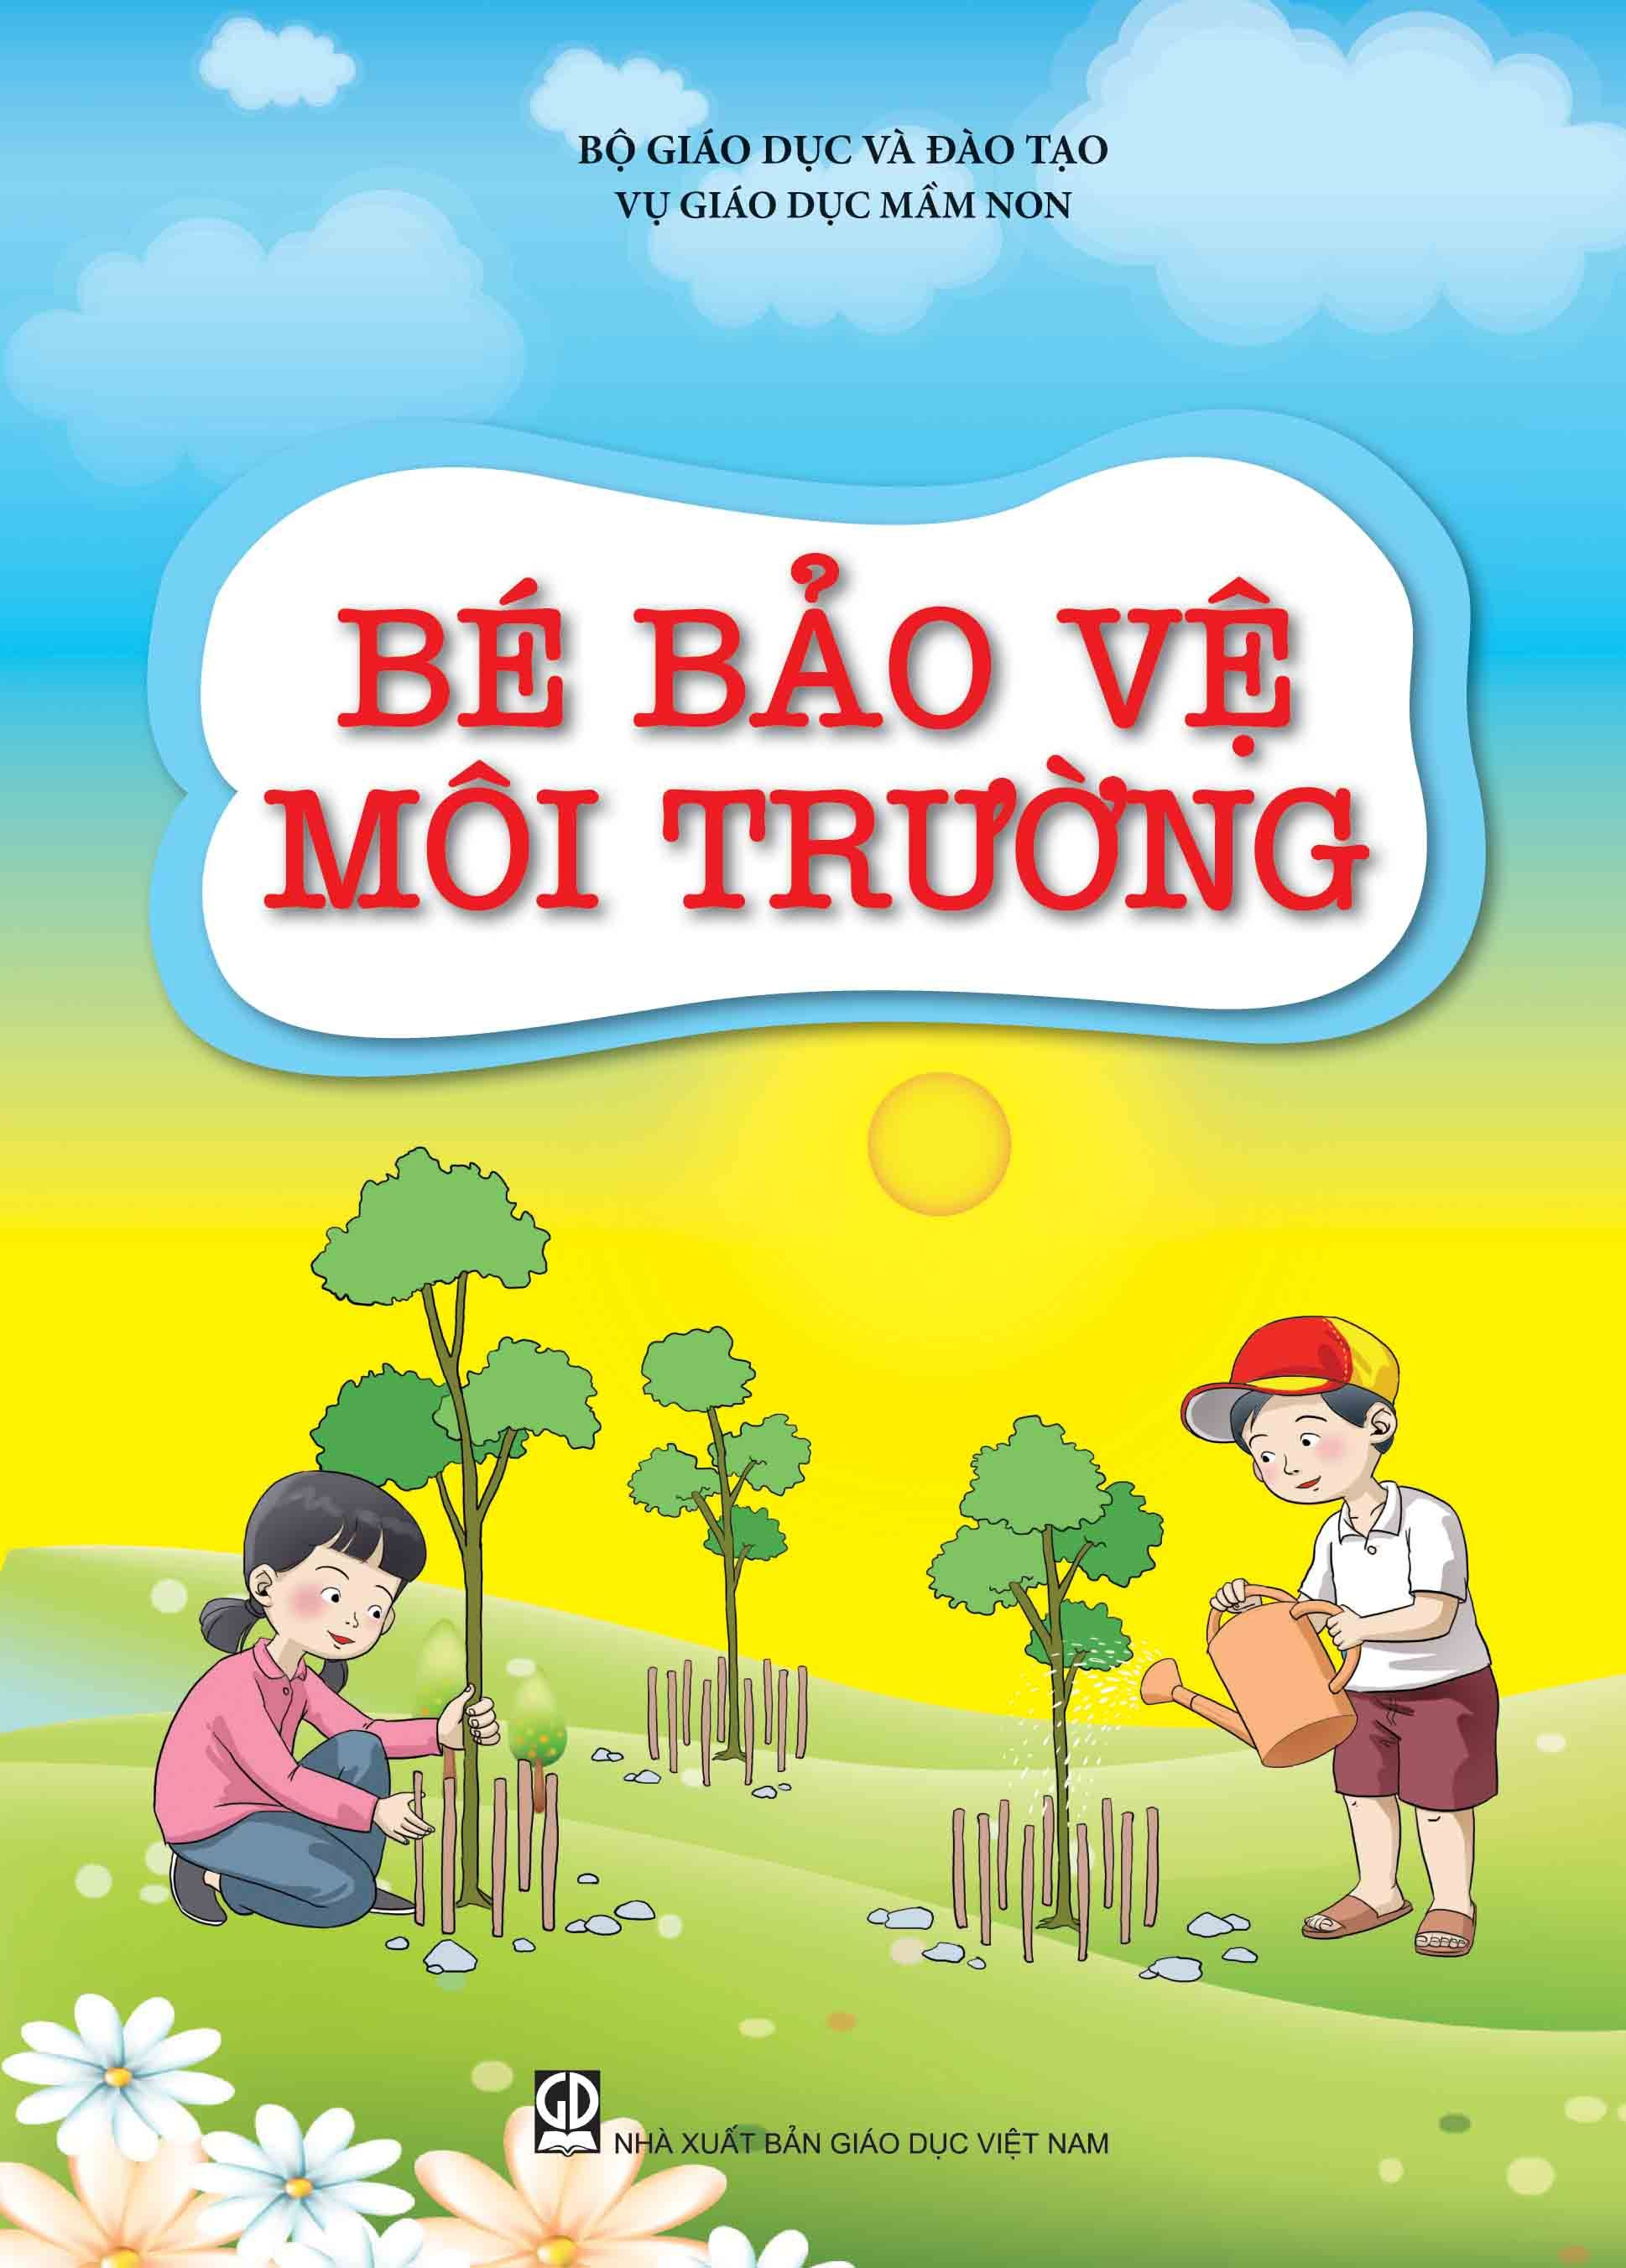 BỘ GIÁO DỤC VÀ ĐÀO TẠO
VỤ GIÁO DỤC MẦM NON
BÉ BẢO VỆ
MÔI TRƯỜNG
GD
NHÀ XUẤT BẢN GIÁO DỤC VIỆT NAM